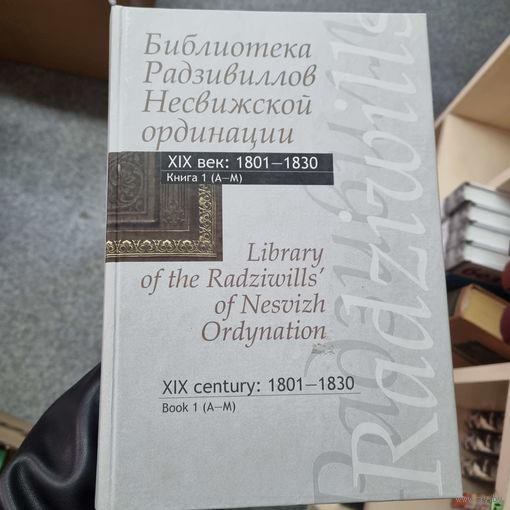 Библиотека
Радзивиллов
Несвижской
ординации
XIX век: 1801—1830
Книга 1 (A—M)
Library
of the Radziwills'
of Nesvizh
Ordynation
XIX century: 1801—1830
Book 1 (A—M)
Radziwills